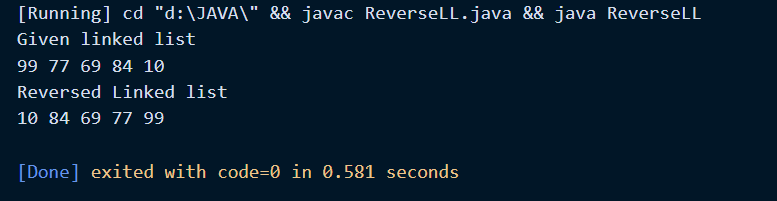 [Running] cd "d:\JAVA\" && javac ReverseLL.java && java ReverseLL
Given linked list
99 77 69 84 10
Reversed Linked list
10 84 69 77 99
[Done] exited with code=0 in 0.581 seconds